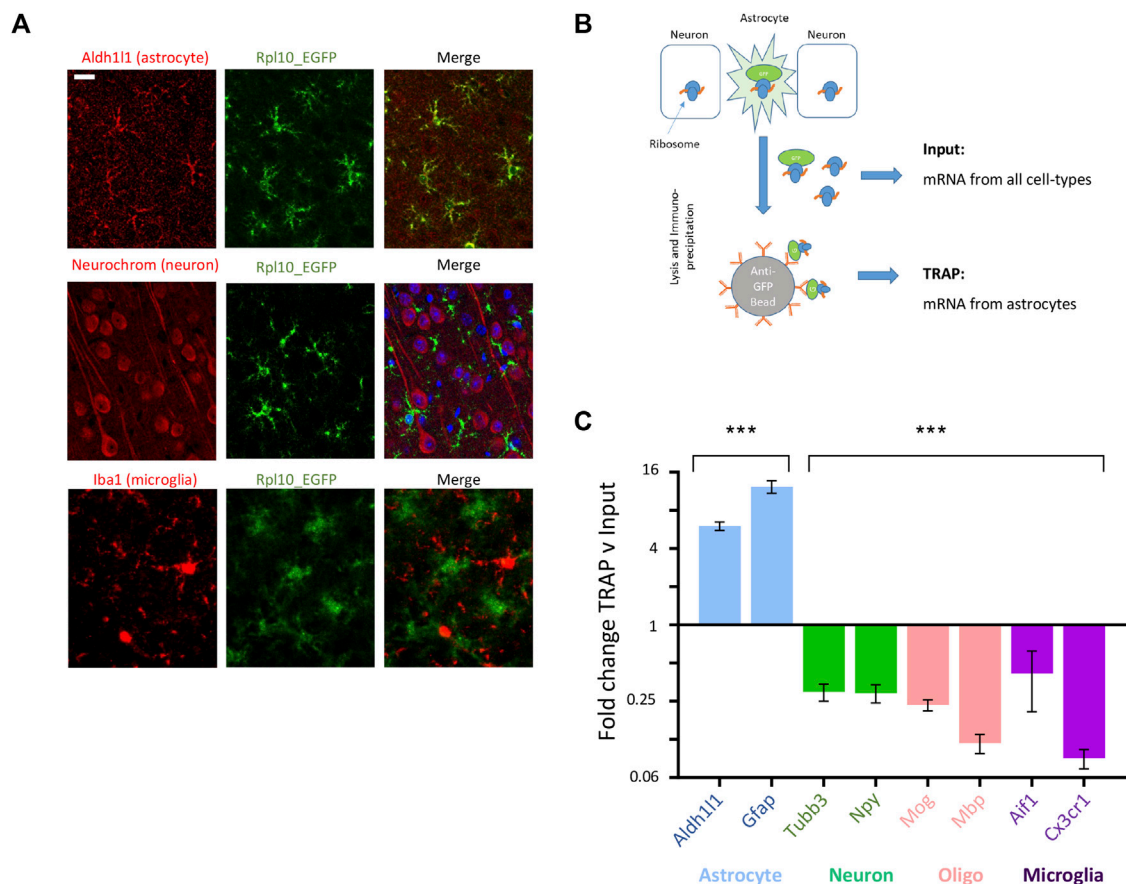 A
Aldh1l1 (astrocyte)
Rpl10_EGFP
Merge
Neurochrom (neuron)
Rpl10_EGFP
Merge
Iba1 (microglia)
Rpl10_EGFP
Merge
B
Astrocyte
Neuron
Neuron
GFP
Ribosome
GFP
Input:
mRNA from all cell-types
Lysis and Immuno-
precipitation
Anti-
GFP
Bead
TRAP:
mRNA from astrocytes
C
***
***
Fold change TRAP v Input
16
4
1
0.25
0.06
Aldh1l1
Gfap
Tubb3
Npy
Mog
Mbp
Aif1
Cx3cr1
Astrocyte
Neuron
Oligo
Microglia